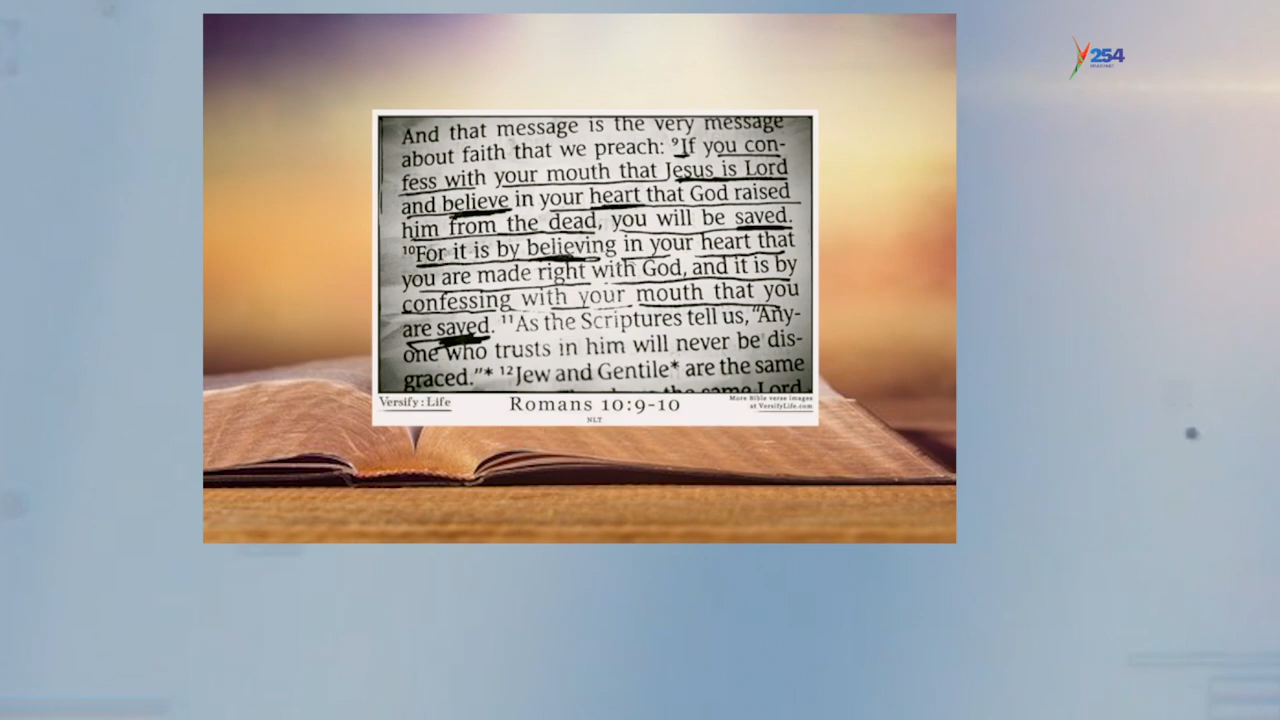 254
And that message is the very message
about faith that we preach: ⁹If you con-
fess with your mouth that Jesus is Lord
and believe in your heart that God raised
him from the dead, you will be saved.
¹⁰For it is by believing in your heart that
you are made right with God, and it is by
confessing with your mouth that you
are saved. ¹¹As the Scriptures tell us, "Any-
one who trusts in him will never be dis-
graced."* ¹²Jew and Gentile* are the same
the same Lord
Versify : Life
Romans 10:9-10
NLT
More Bible verse images
at VersifyLife.com